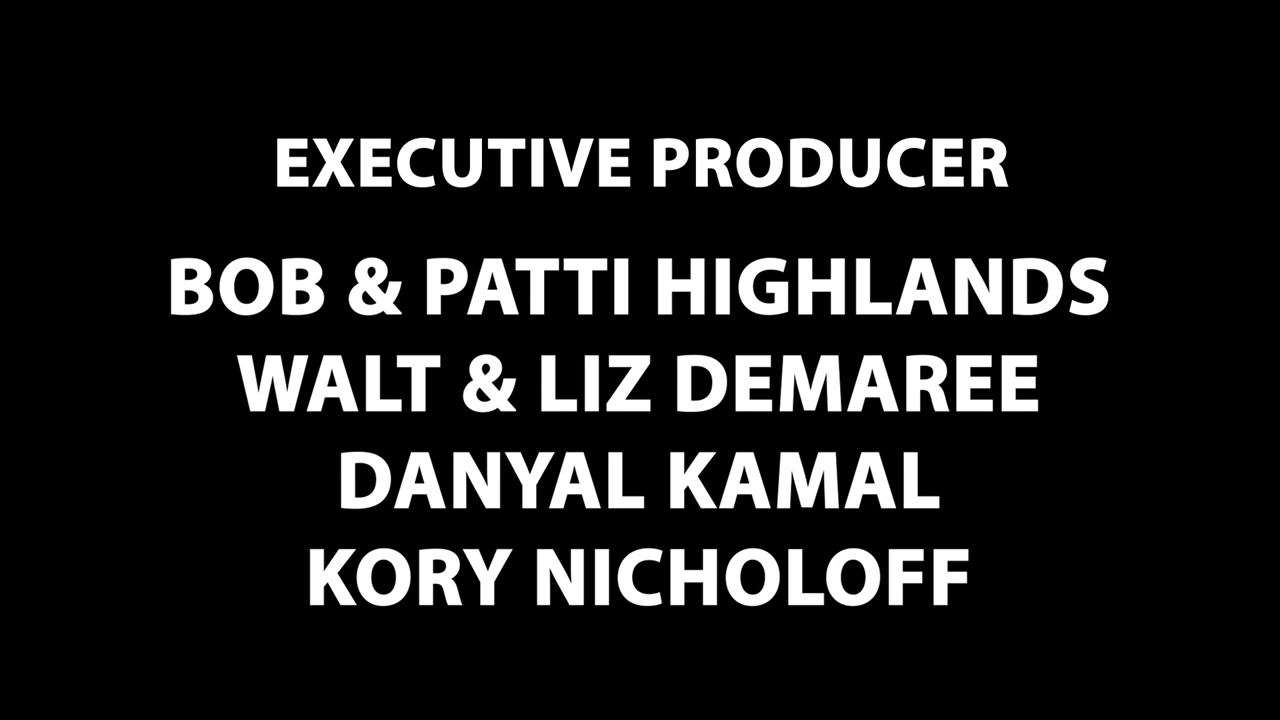 EXECUTIVE PRODUCER
BOB & PATTI HIGHLANDS
WALT & LIZ DEMAREE
DANYAL KAMAL
KORY NICHOLOFF